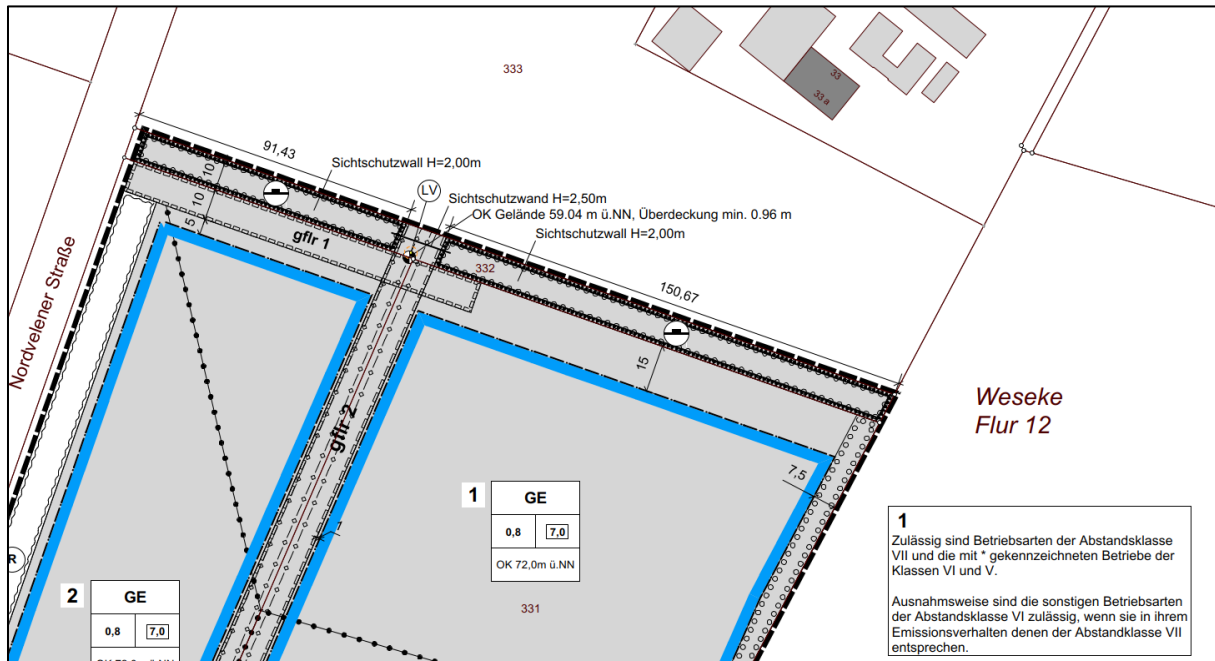 333
33
33 a
91,43
Sichtschutzwall H=2,00m
LV
Sichtschutzwand H=2,50m
OK Gelände 59.04 m ü.NN, Überdeckung min. 0.96 m
Sichtschutzwall H=2,00m
10
10
5
gflr 1
332
150,67
Nordvelener Straße
15
Weseke
Flur 12
gflr 2
7,5
1
GE
0,8
7,0
OK 72,0m ü.NN
1
331
R
2
GE
0,8
7,0
1
Zulässig sind Betriebsarten der Abstandsklasse
VII und die mit * gekennzeichneten Betriebe der
Klassen VI und V.
Ausnahmsweise sind die sonstigen Betriebsarten
der Abstandsklasse VI zulässig, wenn sie in ihrem
Emissionsverhalten denen der Abstandklasse VII
entsprechen.